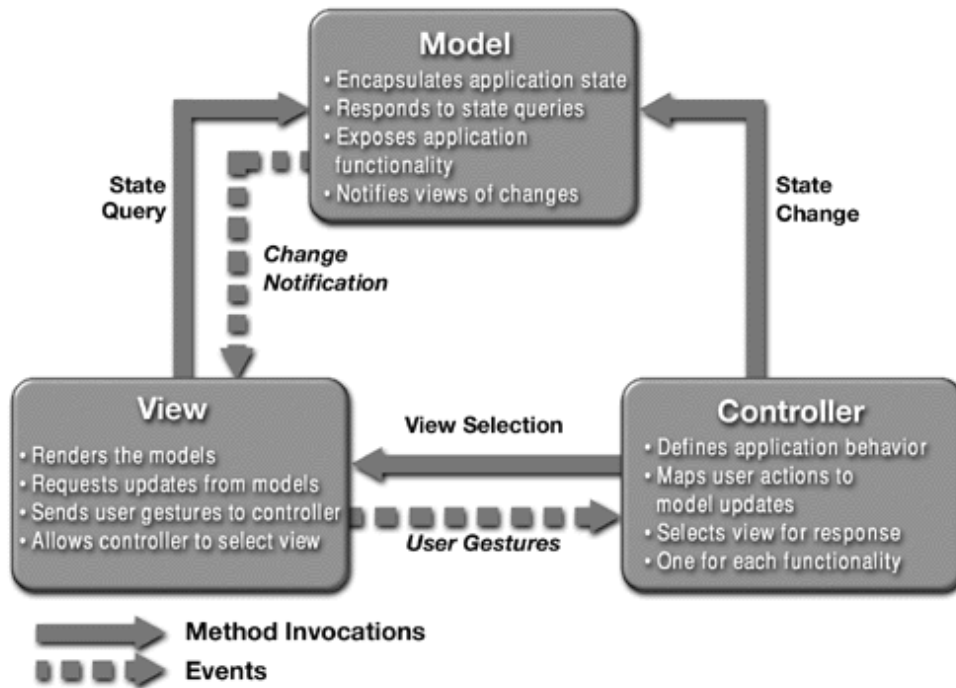 Model
• Encapsulates application state
• Responds to state queries
• Exposes application
functionality
• Notifies views of changes
State
Query
Change
Notification
State
Change
View
• Renders the models
• Requests updates from models
• Sends user gestures to controller
• Allows controller to select view
View Selection
User Gestures
Controller
• Defines application behavior
• Maps user actions to
model updates
• Selects view for response
• One for each functionality
Method Invocations
Events